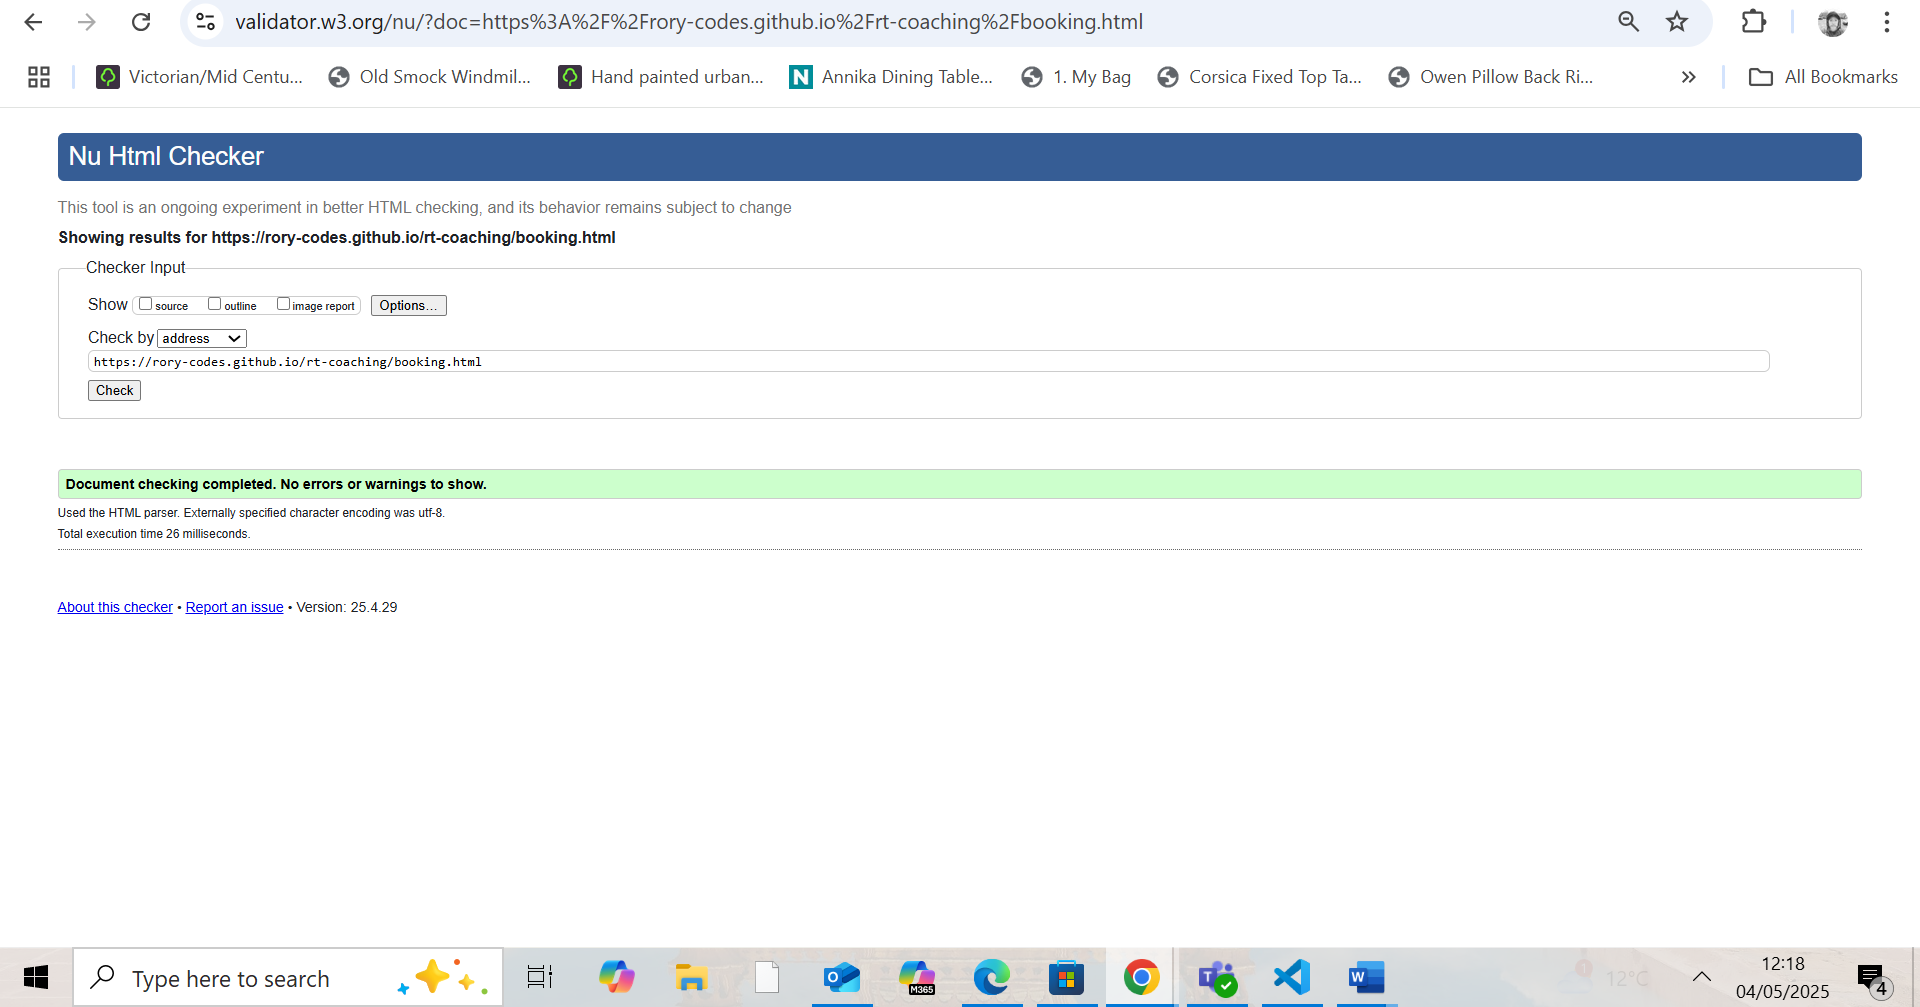 validator.w3.org/nu/?doc=https%3A%2F%2Frory-codes.github.io%2Frt-coaching%2Fbooking.html
Victorian/Mid Centu...
Old Smock Windmil...
Hand painted urban...
N
Annika Dining Table...
1. My Bag
Corsica Fixed Top Ta...
Owen Pillow Back Ri...
All Bookmarks
Nu Html Checker
This tool is an ongoing experiment in better HTML checking, and its behavior remains subject to change
Showing results for https://rory-codes.github.io/rt-coaching/booking.html
Checker Input
Show source outline image report Options...
Check by address
https://rory-codes.github.io/rt-coaching/booking.html
Check
Document checking completed. No errors or warnings to show.
Used the HTML parser. Externally specified character encoding was utf-8.
Total execution time 26 milliseconds.
About this checker • Report an issue • Version: 25.4.29
Type here to search
O
M365
T
W
1
12°C
12:18
04/05/2025
4